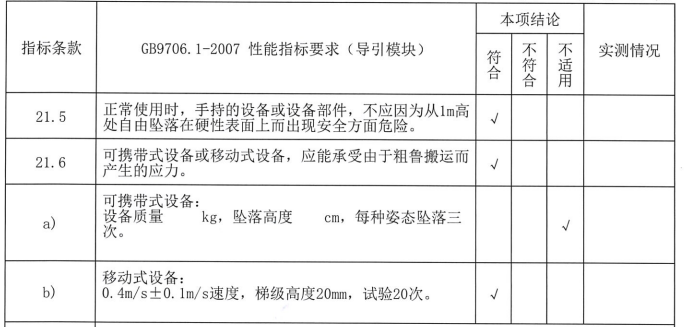 指标条款
GB9706.1-2007 性能指标要求（导引模块）
本项结论
符合
不符合
不适用
实测情况
21.5
正常使用时，手持的设备或设备部件，不应因为从1m高
处自由坠落在硬性表面上而出现安全方面危险。
√
21.6
可携带式设备或移动式设备，应能承受由于粗鲁搬运而
产生的应力。
√
a)
可携带式设备：
设备质量 kg，坠落高度 cm，每种姿态坠落三
次。
√
b)
移动式设备：
0.4m/s±0.1m/s速度，梯级高度20mm，试验20次。
√